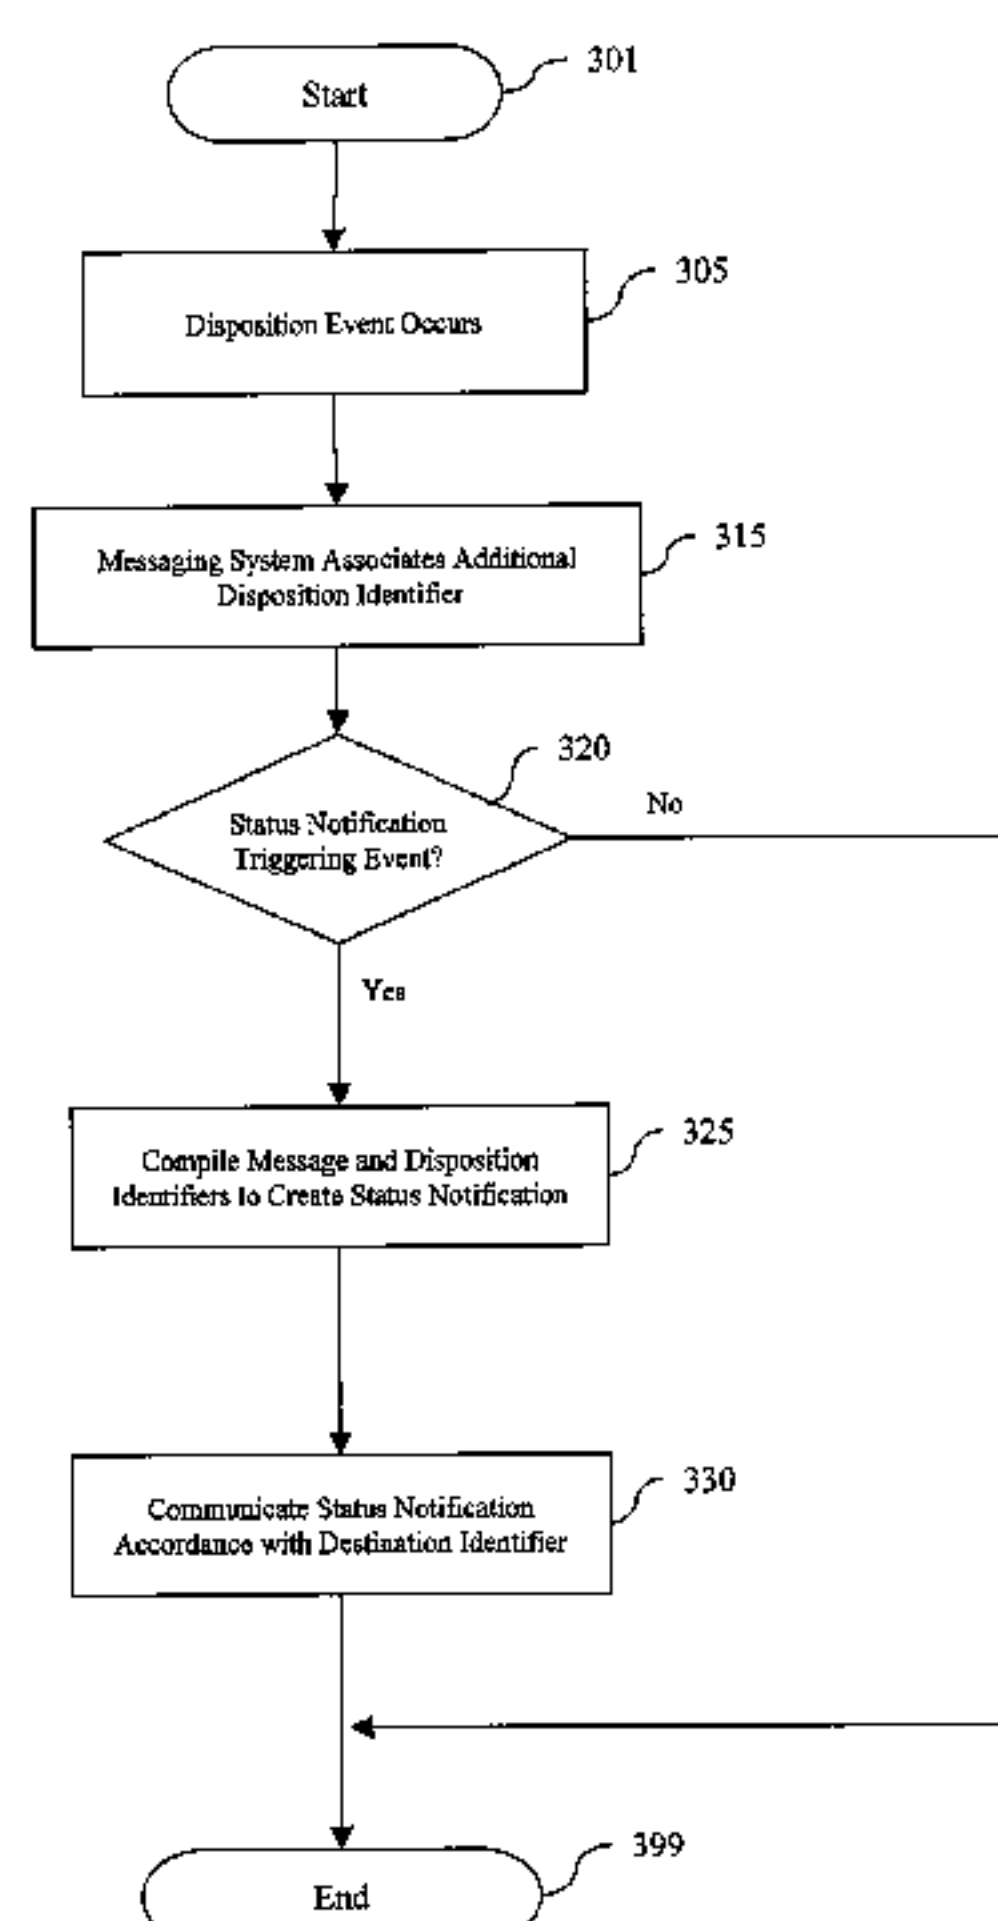 Start
301
Disposition Event Occurs
305
Messaging System Associates Additional
Disposition Identifier
315
320
Status Notification
Triggering Event?
No
Yes
Compile Message and Disposition
Identifiers to Create Status Notification
325
Communicate Status Notification
Accordance with Destination Identifier
330
End
399